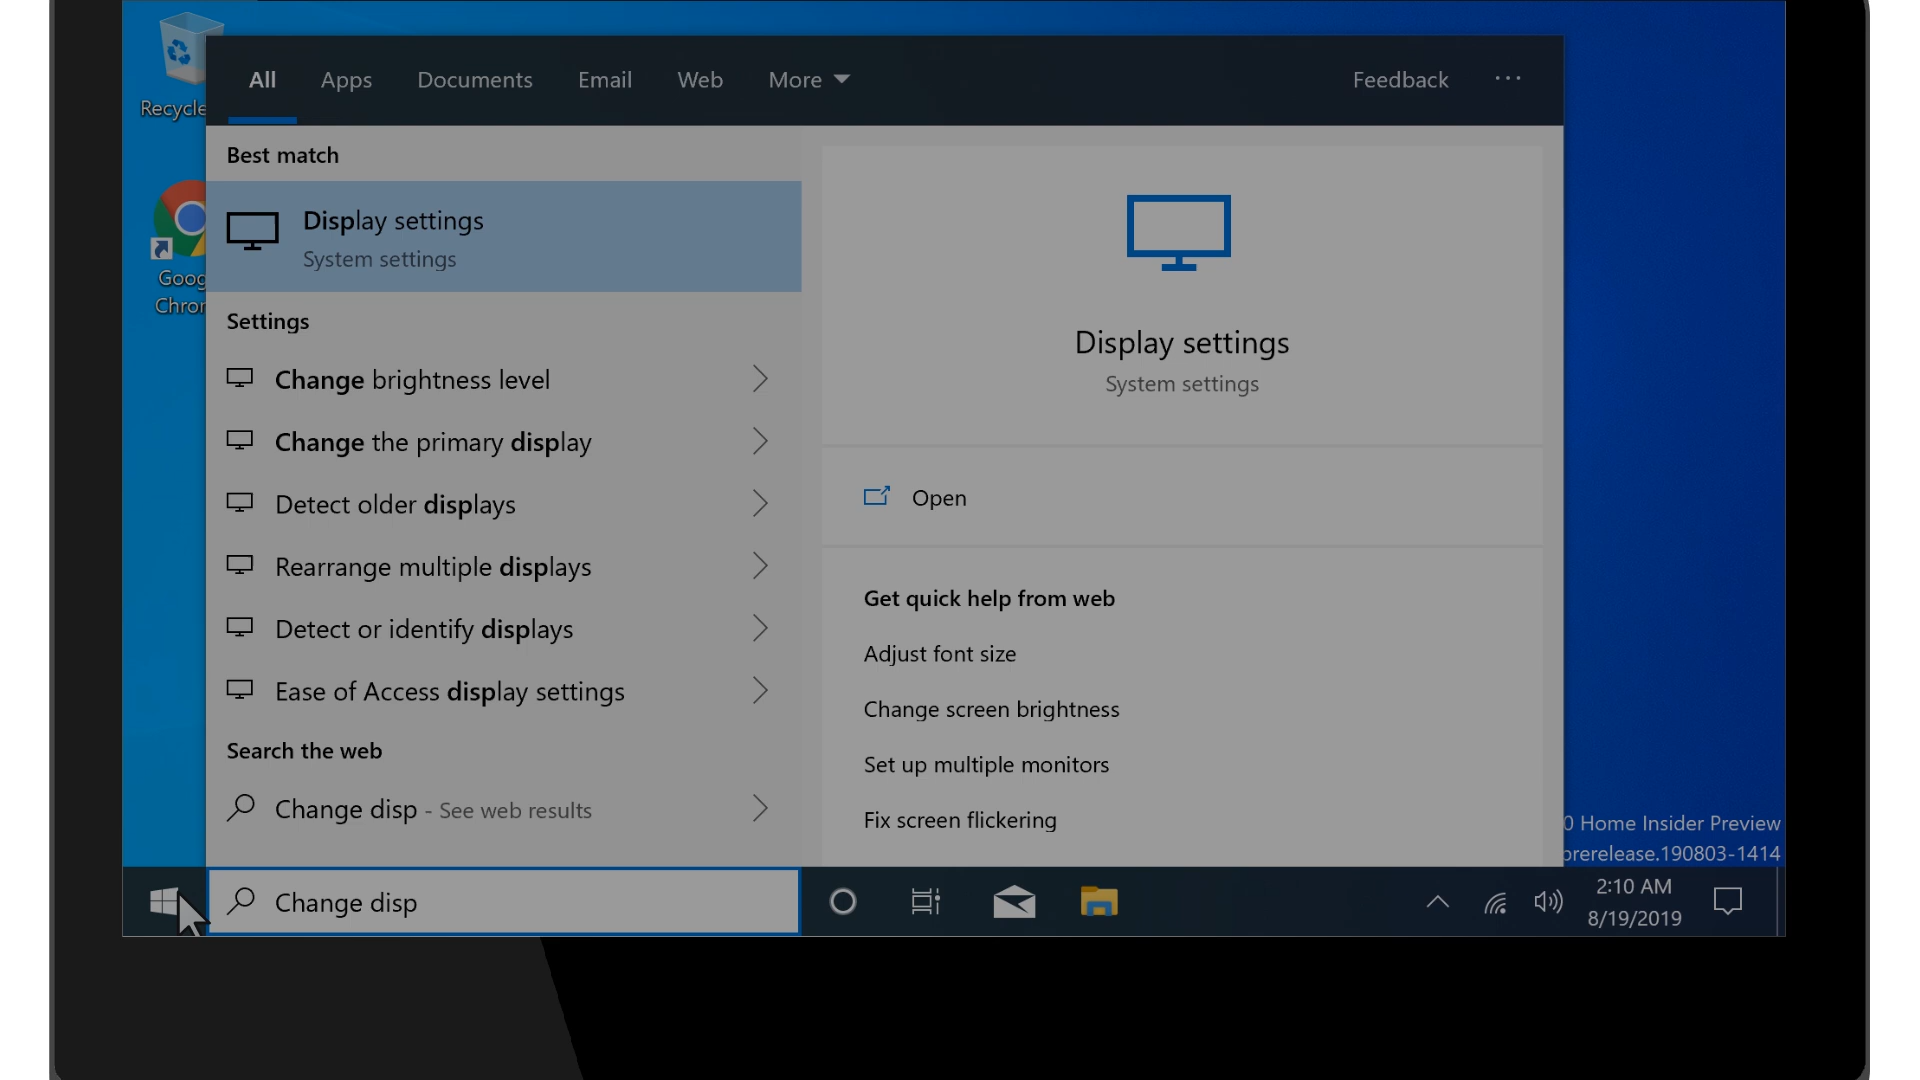 Recycle
Goog
Chron
All Apps Documents Email Web More Feedback ...
Best match
Display settings
System settings
Settings
Change brightness level
Change the primary display
Detect older displays
Rearrange multiple displays
Detect or identify displays
Ease of Access display settings
Search the web
Change disp - See web results
Display settings
System settings
Open
Get quick help from web
Adjust font size
Change screen brightness
Set up multiple monitors
Fix screen flickering
0 Home Insider Preview
prerelease.190803-1414
Change disp
2:10 AM
8/19/2019